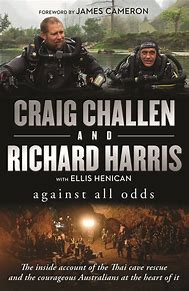 FOREWORD BY JAMES CAMERON
CRAIG CHALLEN
AND
RICHARD HARRIS
WITH ELLIS HENICAN
against all odds
The inside account of the Thai cave rescue
and the courageous Australians at the heart of it